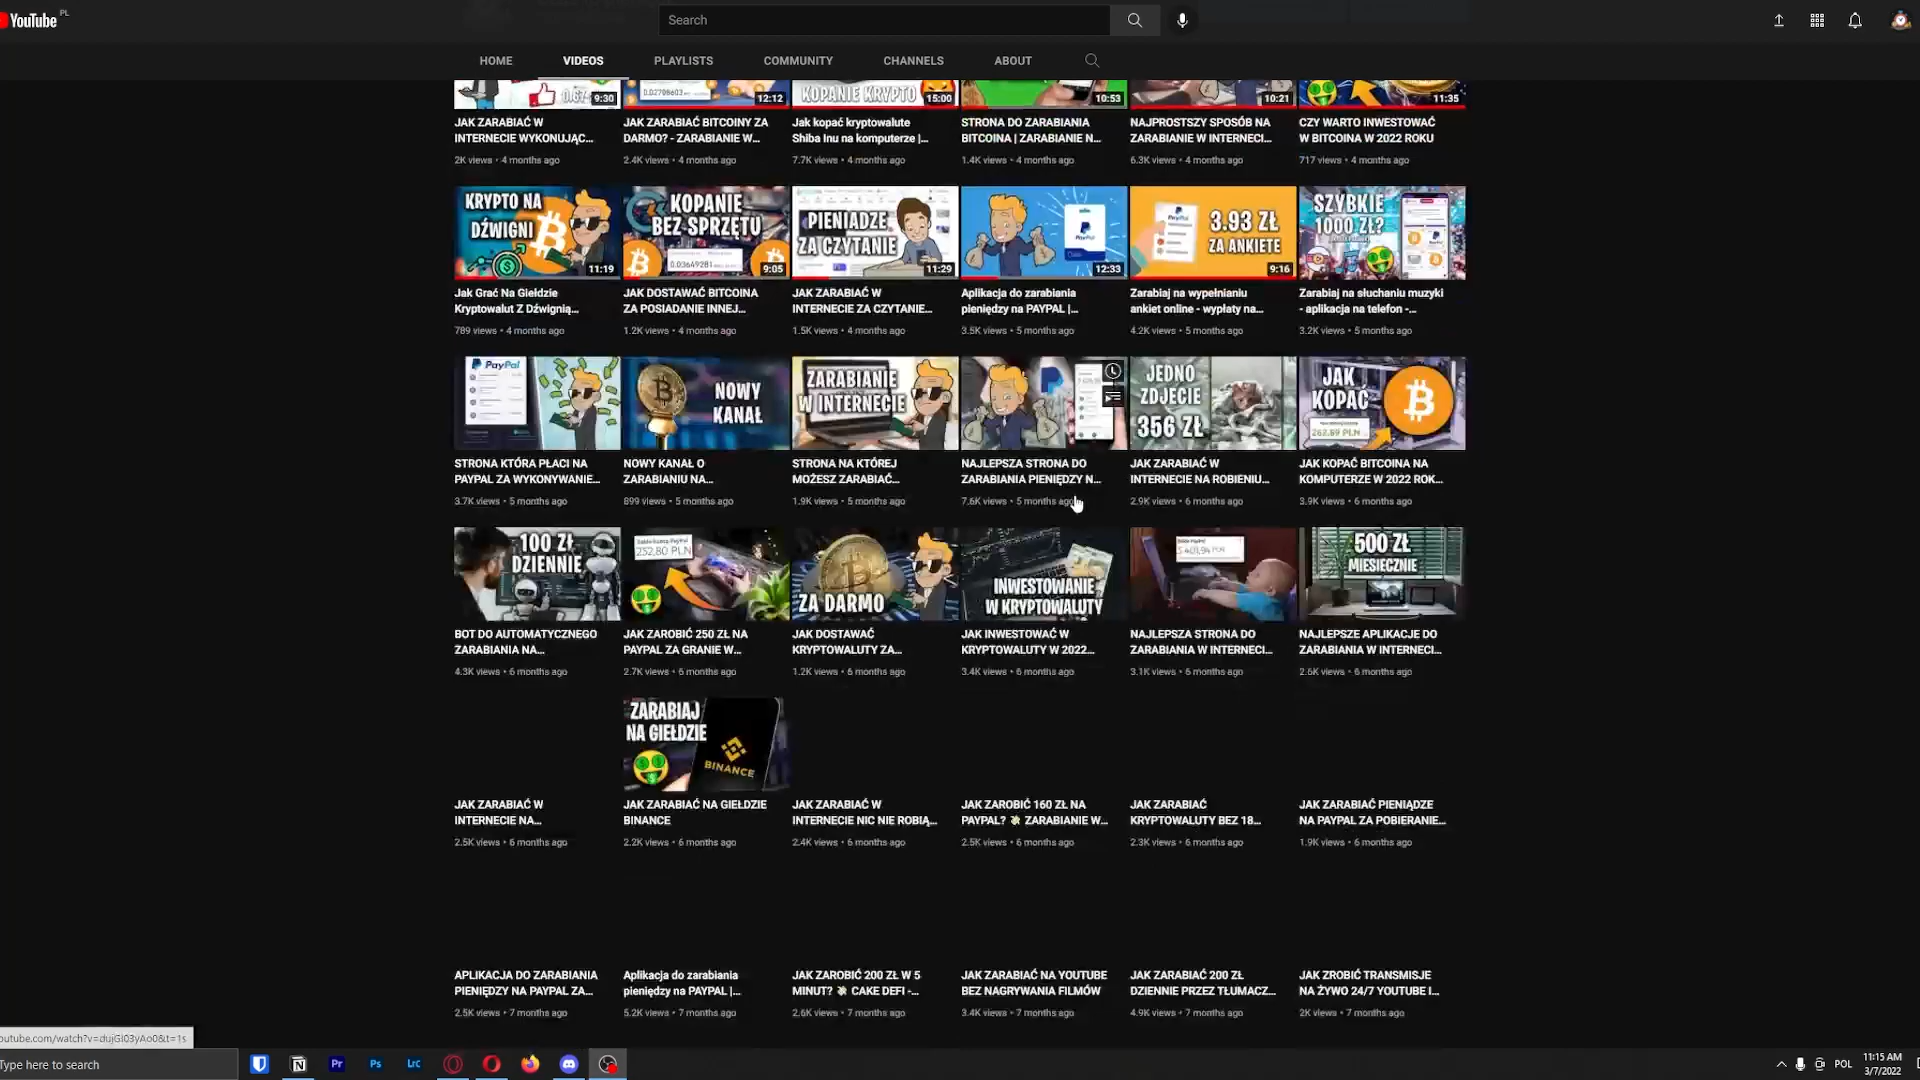 YouTube PL
Search
HOME
VIDEOS
PLAYLISTS
COMMUNITY
CHANNELS
ABOUT
9:30
0.02798603
12:12
KOPANIE KRYPTO
15:00
10:53
10:21
11:35
JAK ZARABIAĆ W
INTERNECIE WYKONUJĄC...
2K views • 4 months ago
JAK ZARABIAĆ BITCOINY ZA
DARMO? - ZARABIANIE W...
2.4K views • 4 months ago
Jak kopać kryptowalute
Shiba Inu na komputerze |...
7.7K views • 4 months ago
STRONA DO ZARABIANIA
BITCOINA | ZARABIANIE N...
1.4K views • 4 months ago
NAJPROSTSZY SPOSÓB NA
ZARABIANIE W INTERNECI...
6.3K views • 4 months ago
CZY WARTO INWESTOWAĆ
W BITCOINA W 2022 ROKU
717 views • 4 months ago
KRYPTO NA
DŹWIGNI
11:19
KOPANIE
BEZ SPRZĘTU
0.03649281
9:05
PIENIADZE
ZA CZYTANIE
11:29
PayPal
12:33
PayPal
3.93 ZŁ
ZA ANKIETE
9:16
SZYBKIE
1000 ZŁ?
Jak Grać Na Giełdzie
Kryptowalut Z Dźwignią...
789 views • 4 months ago
JAK DOSTAWAĆ BITCOINA
ZA POSIADANIE INNEJ...
1.2K views • 4 months ago
JAK ZARABIAĆ W
INTERNECIE ZA CZYTANIE...
1.5K views • 4 months ago
Aplikacja do zarabiania
pieniędzy na PAYPAL |...
3.5K views • 5 months ago
Zarabiaj na wypełnianiu
ankiet online - wypłaty na...
4.2K views • 5 months ago
Zarabiaj na słuchaniu muzyki
- aplikacja na telefon -...
3.2K views • 5 months ago
PayPal
NOWY
KANAŁ
ZARABIANIE
W INTERNECIE
JEDNO
ZDJECIE
356 ZŁ
JAK
KOPAĆ
262,59 PLN
STRONA KTÓRA PŁACI NA
PAYPAL ZA WYKONYWANIE...
3.7K views • 5 months ago
NOWY KANAŁ O
ZARABIANIU NA...
899 views • 5 months ago
STRONA NA KTÓREJ
MOŻESZ ZARABIAĆ...
1.9K views • 5 months ago
NAJLEPSZA STRONA DO
ZARABIANIA PIENIĘDZY N...
7.6K views • 5 months ago
JAK ZARABIAĆ W
INTERNECIE NA ROBIENIU...
2.9K views • 6 months ago
JAK KOPAĆ BITCOINA NA
KOMPUTERZE W 2022 ROK...
3.9K views • 6 months ago
100 ZŁ
DZIENNIE
252,80 PLN
ZA DARMO
INWESTOWANIE
W KRYPTOWALUTY
401,94 PLN
500 ZŁ
MIESIECZNIE
BOT DO AUTOMATYCZNEGO
ZARABIANIA NA...
4.3K views • 6 months ago
JAK ZAROBIĆ 250 ZŁ NA
PAYPAL ZA GRANIE W...
2.7K views • 6 months ago
JAK DOSTAWAĆ
KRYPTOWALUTY ZA...
1.2K views • 6 months ago
JAK INWESTOWAĆ W
KRYPTOWALUTY W 2022...
3.4K views • 6 months ago
NAJLEPSZA STRONA DO
ZARABIANIA W INTERNECI...
3.1K views • 6 months ago
NAJLEPSZE APLIKACJE DO
ZARABIANIA W INTERNECI...
2.6K views • 6 months ago
ZARABIAJ
NA GIEŁDZIE
BINANCE
JAK ZARABIAĆ W
INTERNECIE NA...
2.5K views • 6 months ago
JAK ZARABIAĆ NA GIEŁDZIE
BINANCE
2.2K views • 6 months ago
JAK ZARABIAĆ W
INTERNECIE NIC NIE ROBIĄ...
2.4K views • 6 months ago
JAK ZAROBIĆ 160 ZŁ NA
PAYPAL? 💸 ZARABIANIE W...
2.5K views • 6 months ago
JAK ZARABIAĆ
KRYPTOWALUTY BEZ 18...
2.3K views • 6 months ago
JAK ZARABIAĆ PIENIĄDZE
NA PAYPAL ZA POBIERANIE...
1.9K views • 6 months ago
APLIKACJA DO ZARABIANIA
PIENIĘDZY NA PAYPAL ZA...
2.5K views • 7 months ago
Aplikacja do zarabiania
pieniędzy na PAYPAL |...
5.2K views • 7 months ago
JAK ZAROBIĆ 200 ZŁ W 5
MINUT? 💸 CAKE DEFI -...
2.6K views • 7 months ago
JAK ZARABIAĆ NA YOUTUBE
BEZ NAGRYWANIA FILMÓW
3.4K views • 7 months ago
JAK ZARABIAĆ 200 ZŁ
DZIENNIE PRZEZ TŁUMACZ...
4.9K views • 7 months ago
JAK ZROBIĆ TRANSMISJE
NA ŻYWO 24/7 YOUTUBE I...
2K views • 7 months ago
outube.com/watch?v=dujGI03yAo0&t=1s
Type here to search
Pr
Ps
Lrc
POL
11:15 AM
3/7/2022